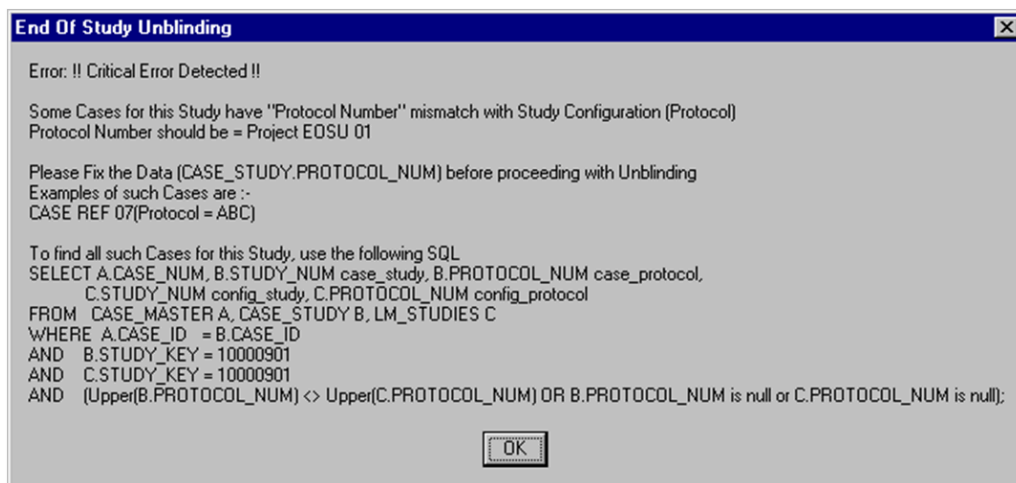 End Of Study Unblinding
Error: !! Critical Error Detected !!
Some Cases for this Study have "Protocol Number" mismatch with Study Configuration (Protocol)
Protocol Number should be = Project EOSU 01
Please Fix the Data (CASE_STUDY.PROTOCOL_NUM) before proceeding with Unblinding
Examples of such Cases are :-
CASE REF 07(Protocol = ABC)
To find all such Cases for this Study, use the following SQL
SELECT A.CASE_NUM, B.STUDY_NUM case_study, B.PROTOCOL_NUM case_protocol,
C.STUDY_NUM config_study, C.PROTOCOL_NUM config_protocol
FROM CASE_MASTER A, CASE_STUDY B, LM_STUDIES C
WHERE A.CASE_ID = B.CASE_ID
AND B.STUDY_KEY = 10000901
AND C.STUDY_KEY = 10000901
AND (Upper(B.PROTOCOL_NUM) <> Upper(C.PROTOCOL_NUM) OR B.PROTOCOL_NUM is null or C.PROTOCOL_NUM is null);
OK